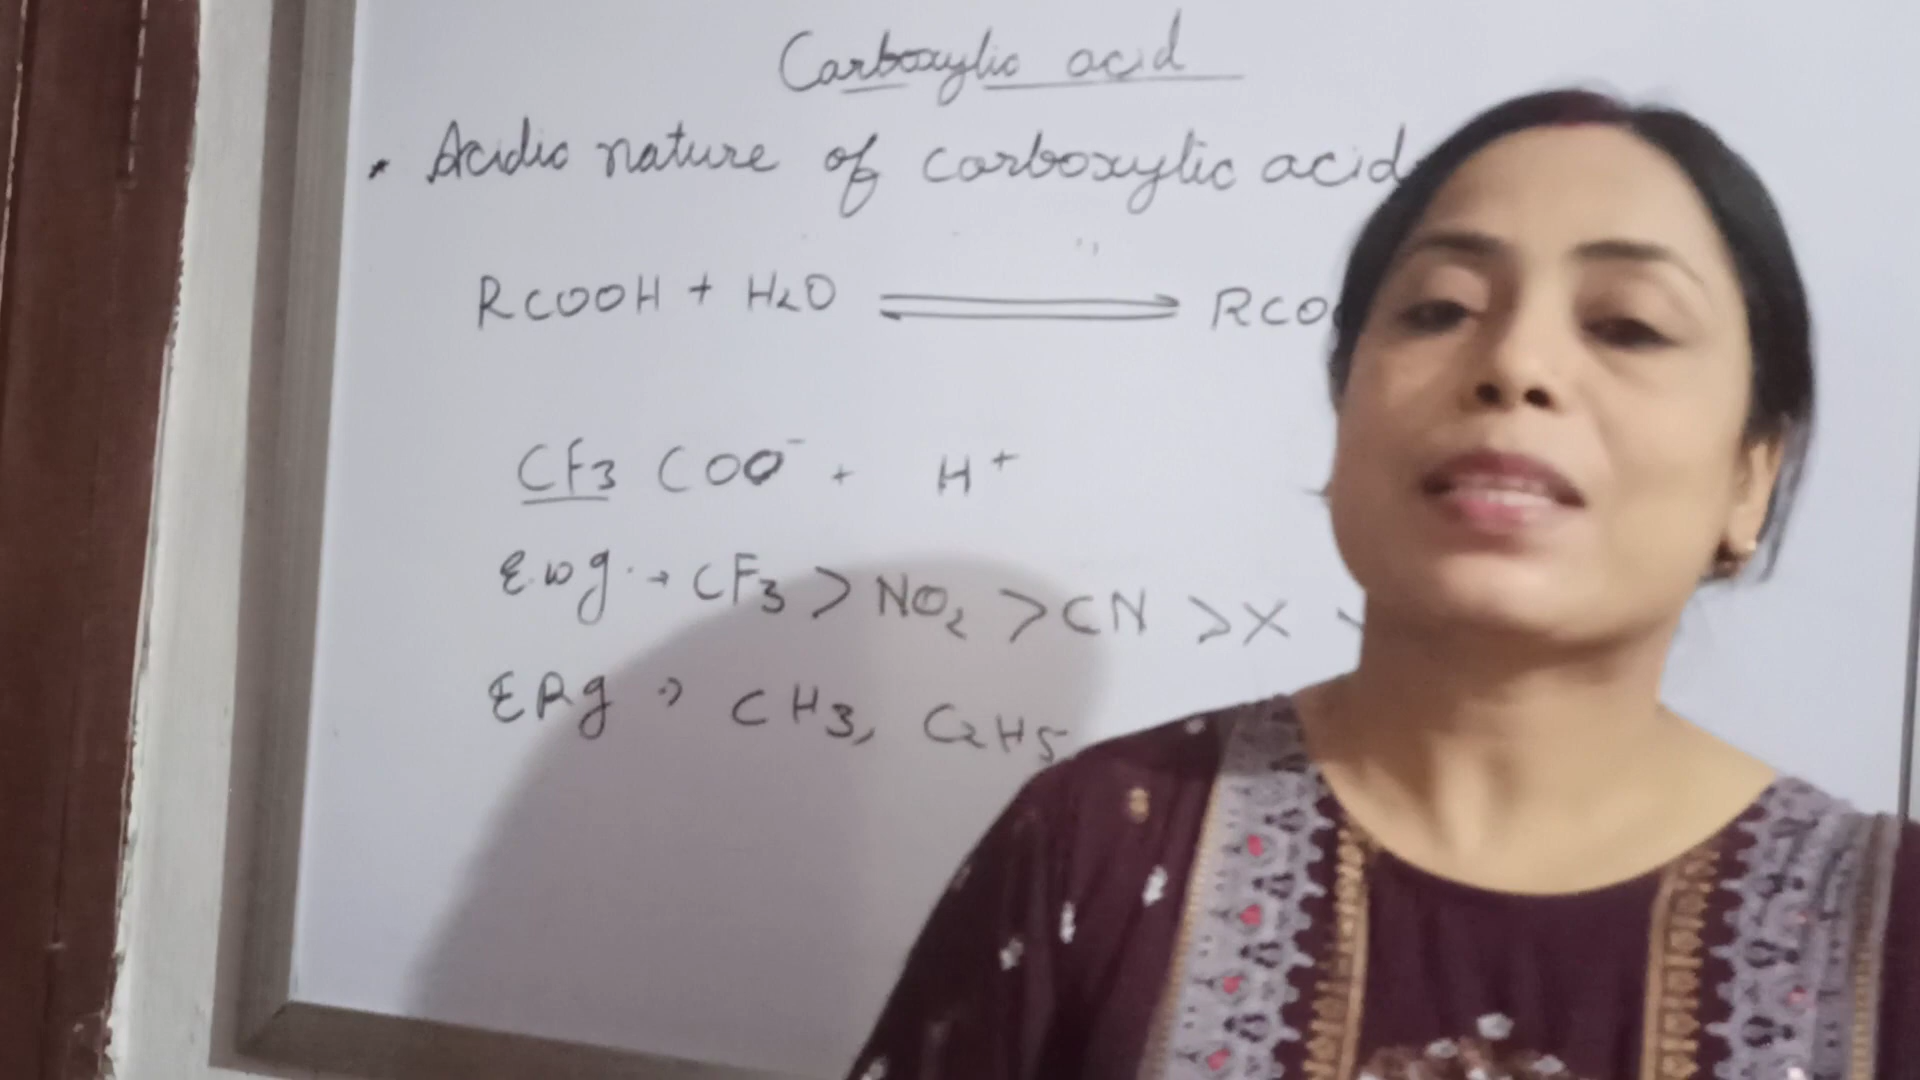 Carboxylic acid
* Acidic nature of carboxylic acid
RCOOH + H2O ⇌ RCO
CF3 COO⁻ + H⁺
E.w g. → CF3 > NO2 > CN > X
ERg → CH3, C2H5